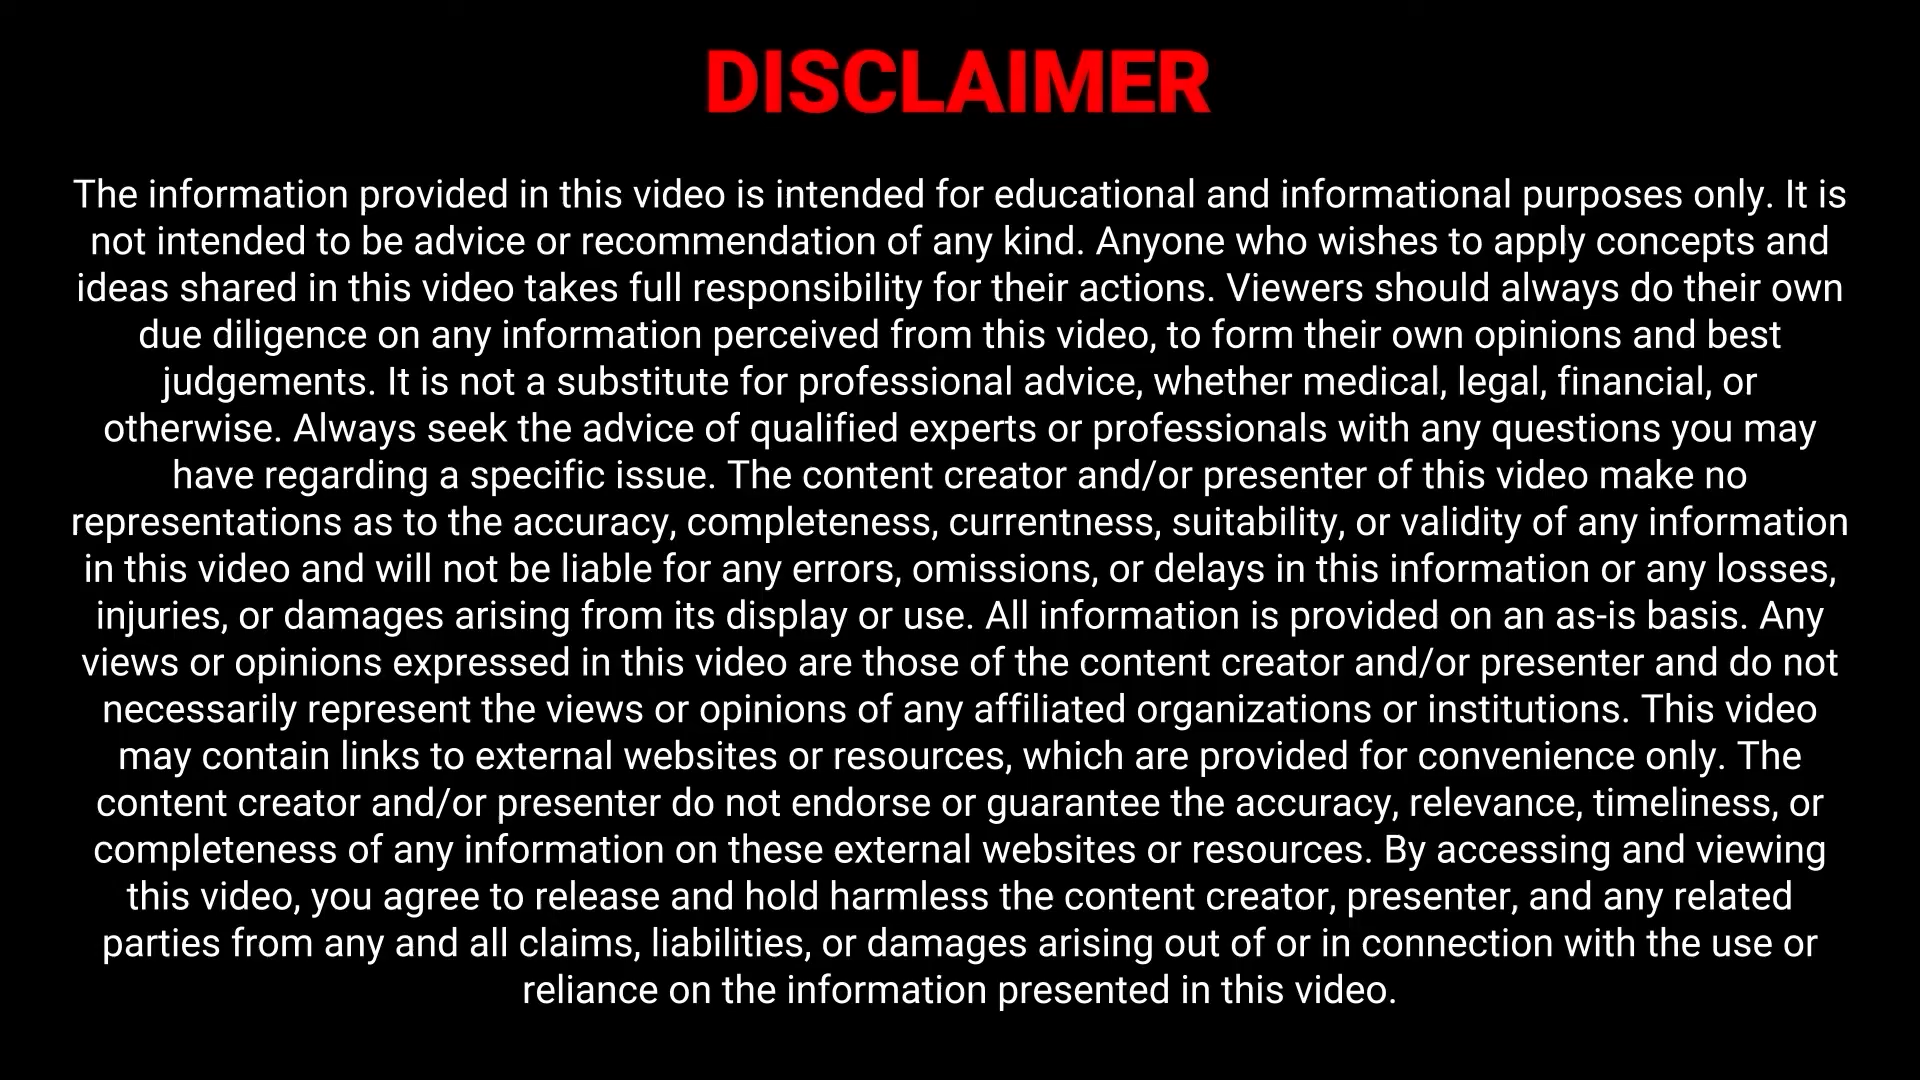 DISCLAIMER
The information provided in this video is intended for educational and informational purposes only. It is
not intended to be advice or recommendation of any kind. Anyone who wishes to apply concepts and
ideas shared in this video takes full responsibility for their actions. Viewers should always do their own
due diligence on any information perceived from this video, to form their own opinions and best
judgements. It is not a substitute for professional advice, whether medical, legal, financial, or
otherwise. Always seek the advice of qualified experts or professionals with any questions you may
have regarding a specific issue. The content creator and/or presenter of this video make no
representations as to the accuracy, completeness, currentness, suitability, or validity of any information
in this video and will not be liable for any errors, omissions, or delays in this information or any losses,
injuries, or damages arising from its display or use. All information is provided on an as-is basis. Any
views or opinions expressed in this video are those of the content creator and/or presenter and do not
necessarily represent the views or opinions of any affiliated organizations or institutions. This video
may contain links to external websites or resources, which are provided for convenience only. The
content creator and/or presenter do not endorse or guarantee the accuracy, relevance, timeliness, or
completeness of any information on these external websites or resources. By accessing and viewing
this video, you agree to release and hold harmless the content creator, presenter, and any related
parties from any and all claims, liabilities, or damages arising out of or in connection with the use or
reliance on the information presented in this video.